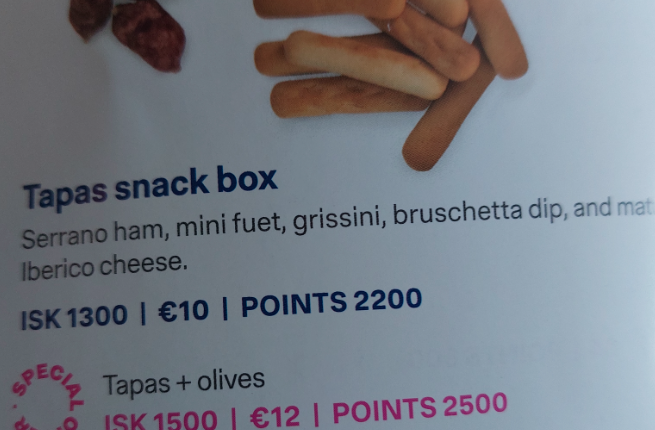 Tapas snack box
Serrano ham, mini fuet, grissini, bruschetta dip, and mat
Iberico cheese.
ISK 1300 | €10 | POINTS 2200
SPECIAL O
Tapas + olives
ISK 1500 | €12 | POINTS 2500